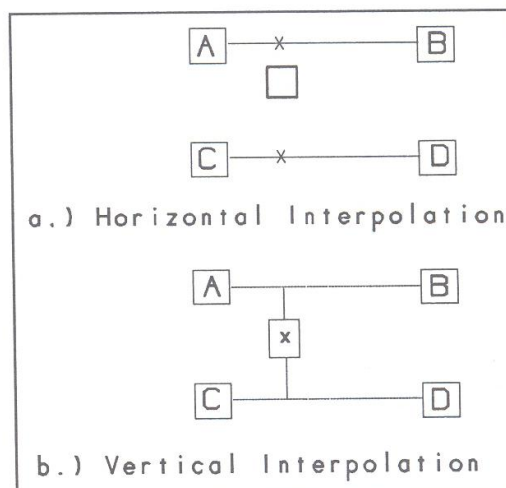 A x B
C x D
a.) Horizontal Interpolation
A B
x
C D
b.) Vertical Interpolation